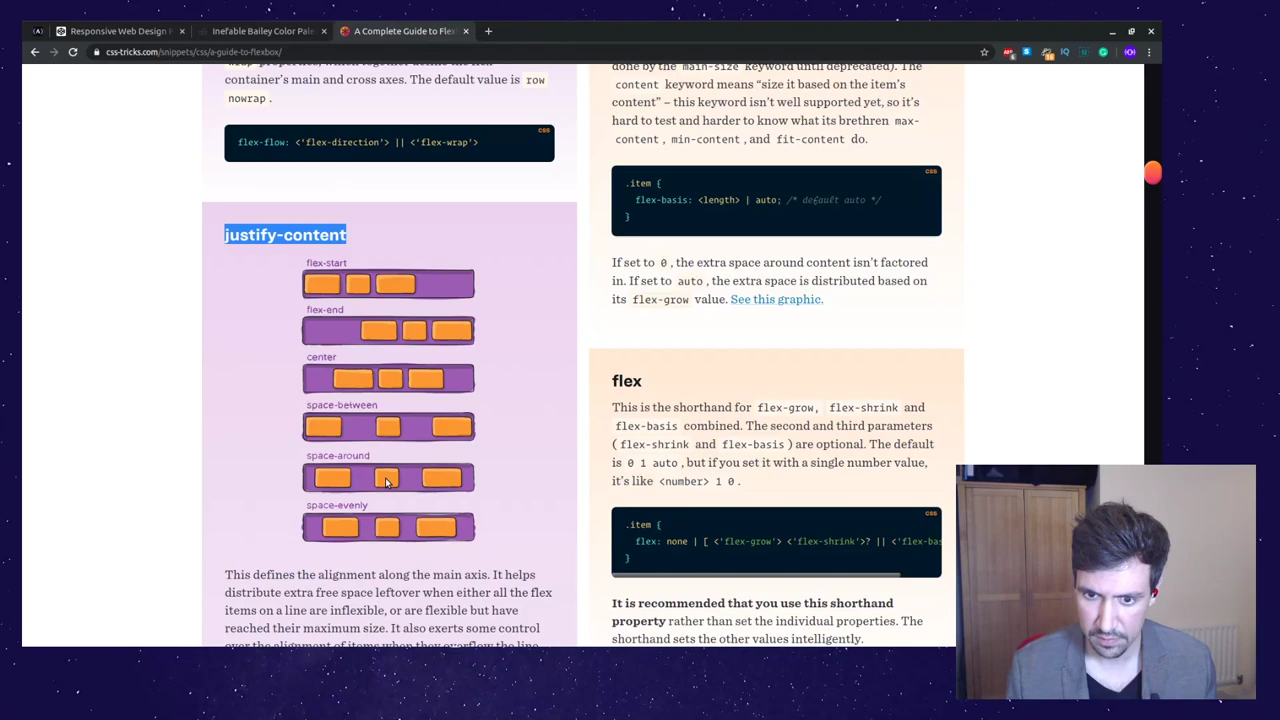 Responsive Web Design P
Inefable Bailey Color Pale
A Complete Guide to Flexb
css-tricks.com/snippets/css/a-guide-to-flexbox/
container's main and cross axes. The default value is row
nowrap.
css
flex-flow: <'flex-direction'> || <'flex-wrap'>
justify-content
flex-start
flex-end
center
space-between
space-around
space-evenly
This defines the alignment along the main axis. It helps
distribute extra free space leftover when either all the flex
items on a line are inflexible, or are flexible but have
reached their maximum size. It also exerts some control
over the alignment of items when they overflow the line.
done by the main-size keyword until deprecated). The
content keyword means “size it based on the item’s
content” – this keyword isn’t well supported yet, so it’s
hard to test and harder to know what its brethren max-
content, min-content, and fit-content do.
css
.item {
flex-basis: <length> | auto; /* default auto */
}
If set to 0, the extra space around content isn’t factored
in. If set to auto, the extra space is distributed based on
its flex-grow value. See this graphic.
flex
This is the shorthand for flex-grow, flex-shrink and
flex-basis combined. The second and third parameters
(flex-shrink and flex-basis) are optional. The default
is 0 1 auto, but if you set it with a single number value,
it’s like <number> 1 0.
css
.item {
flex: none | [ <'flex-grow'> <'flex-shrink'>? || <'flex-bas
}
It is recommended that you use this shorthand
property rather than set the individual properties. The
shorthand sets the other values intelligently.